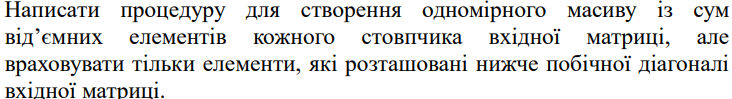 Написати процедуру для створення одномірного масиву із сум
від’ємних елементів кожного стовпчика вхідної матриці, але
враховувати тільки елементи, які розташовані нижче побічної діагоналі
вхідної матриці.